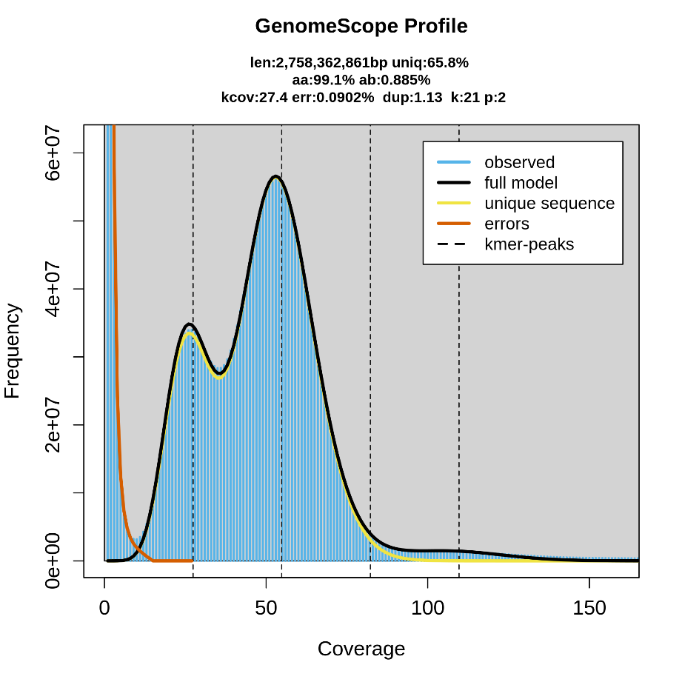 GenomeScope Profile
len:2,758,362,861bp uniq:65.8%
aa:99.1% ab:0.885%
kcov:27.4 err:0.0902% dup:1.13 k:21 p:2
observed
full model
unique sequence
errors
kmer-peaks
Frequency
6e+07
4e+07
2e+07
0e+00
0 50 100 150
Coverage